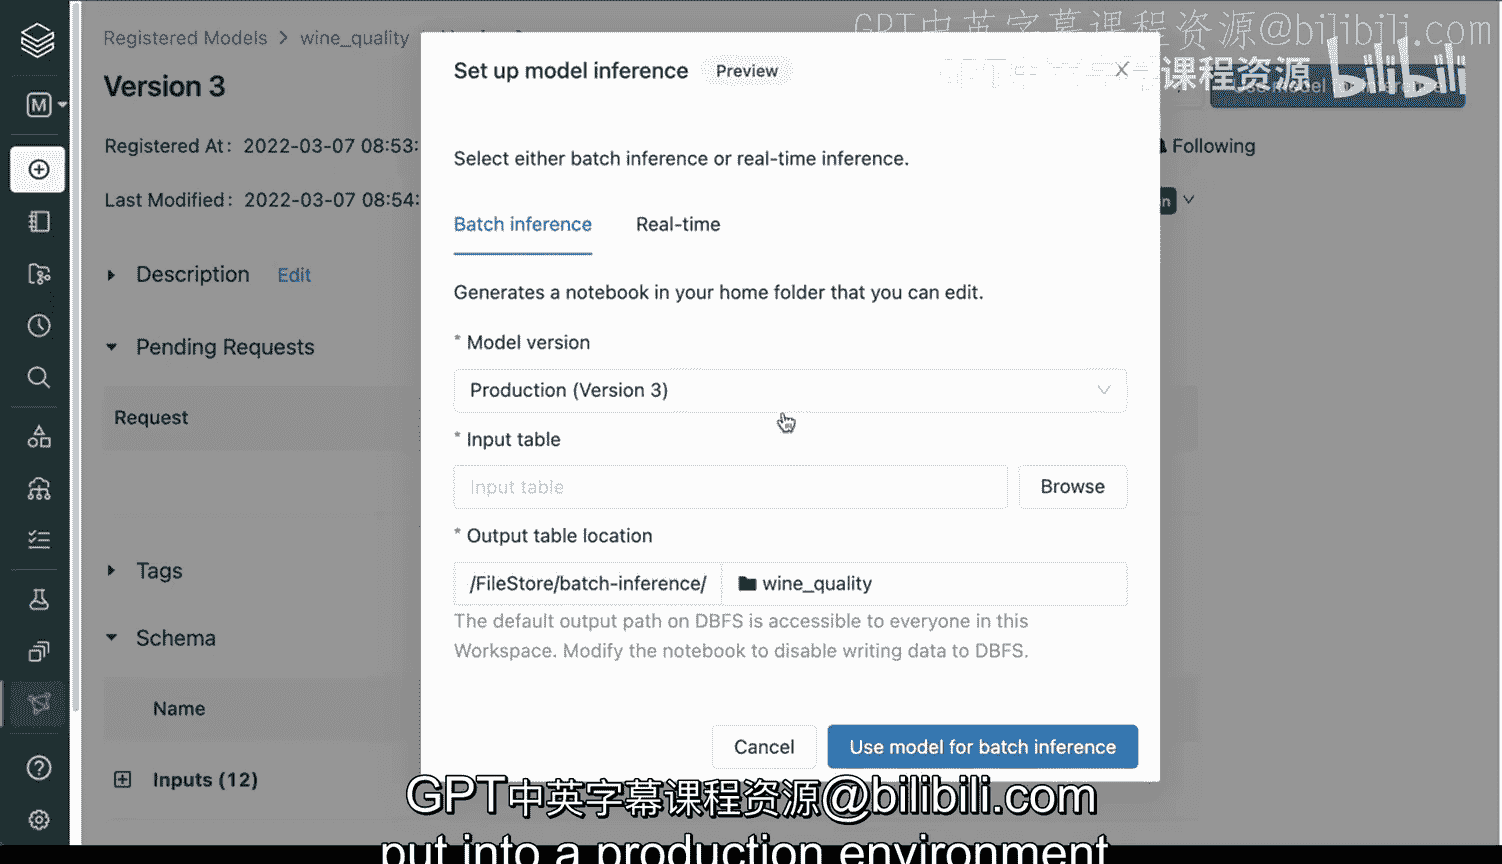 GPT中英字幕课程资源@bilibili.com
课程资源 bilibili
Registered Models > wine_quality
Version 3
Registered At: 2022-03-07 08:53:
Last Modified: 2022-03-07 08:54:
Description Edit
Pending Requests
Request
Tags
Schema
Name
Inputs (12)
M
Following
n
Set up model inference Preview
Select either batch inference or real-time inference.
Batch inference Real-time
Generates a notebook in your home folder that you can edit.
* Model version
Production (Version 3)
* Input table
Input table Browse
* Output table location
/FileStore/batch-inference/ wine_quality
The default output path on DBFS is accessible to everyone in this
Workspace. Modify the notebook to disable writing data to DBFS.
Cancel Use model for batch inference
GPT中英字幕课程资源@bilibili.com
put into a production environment